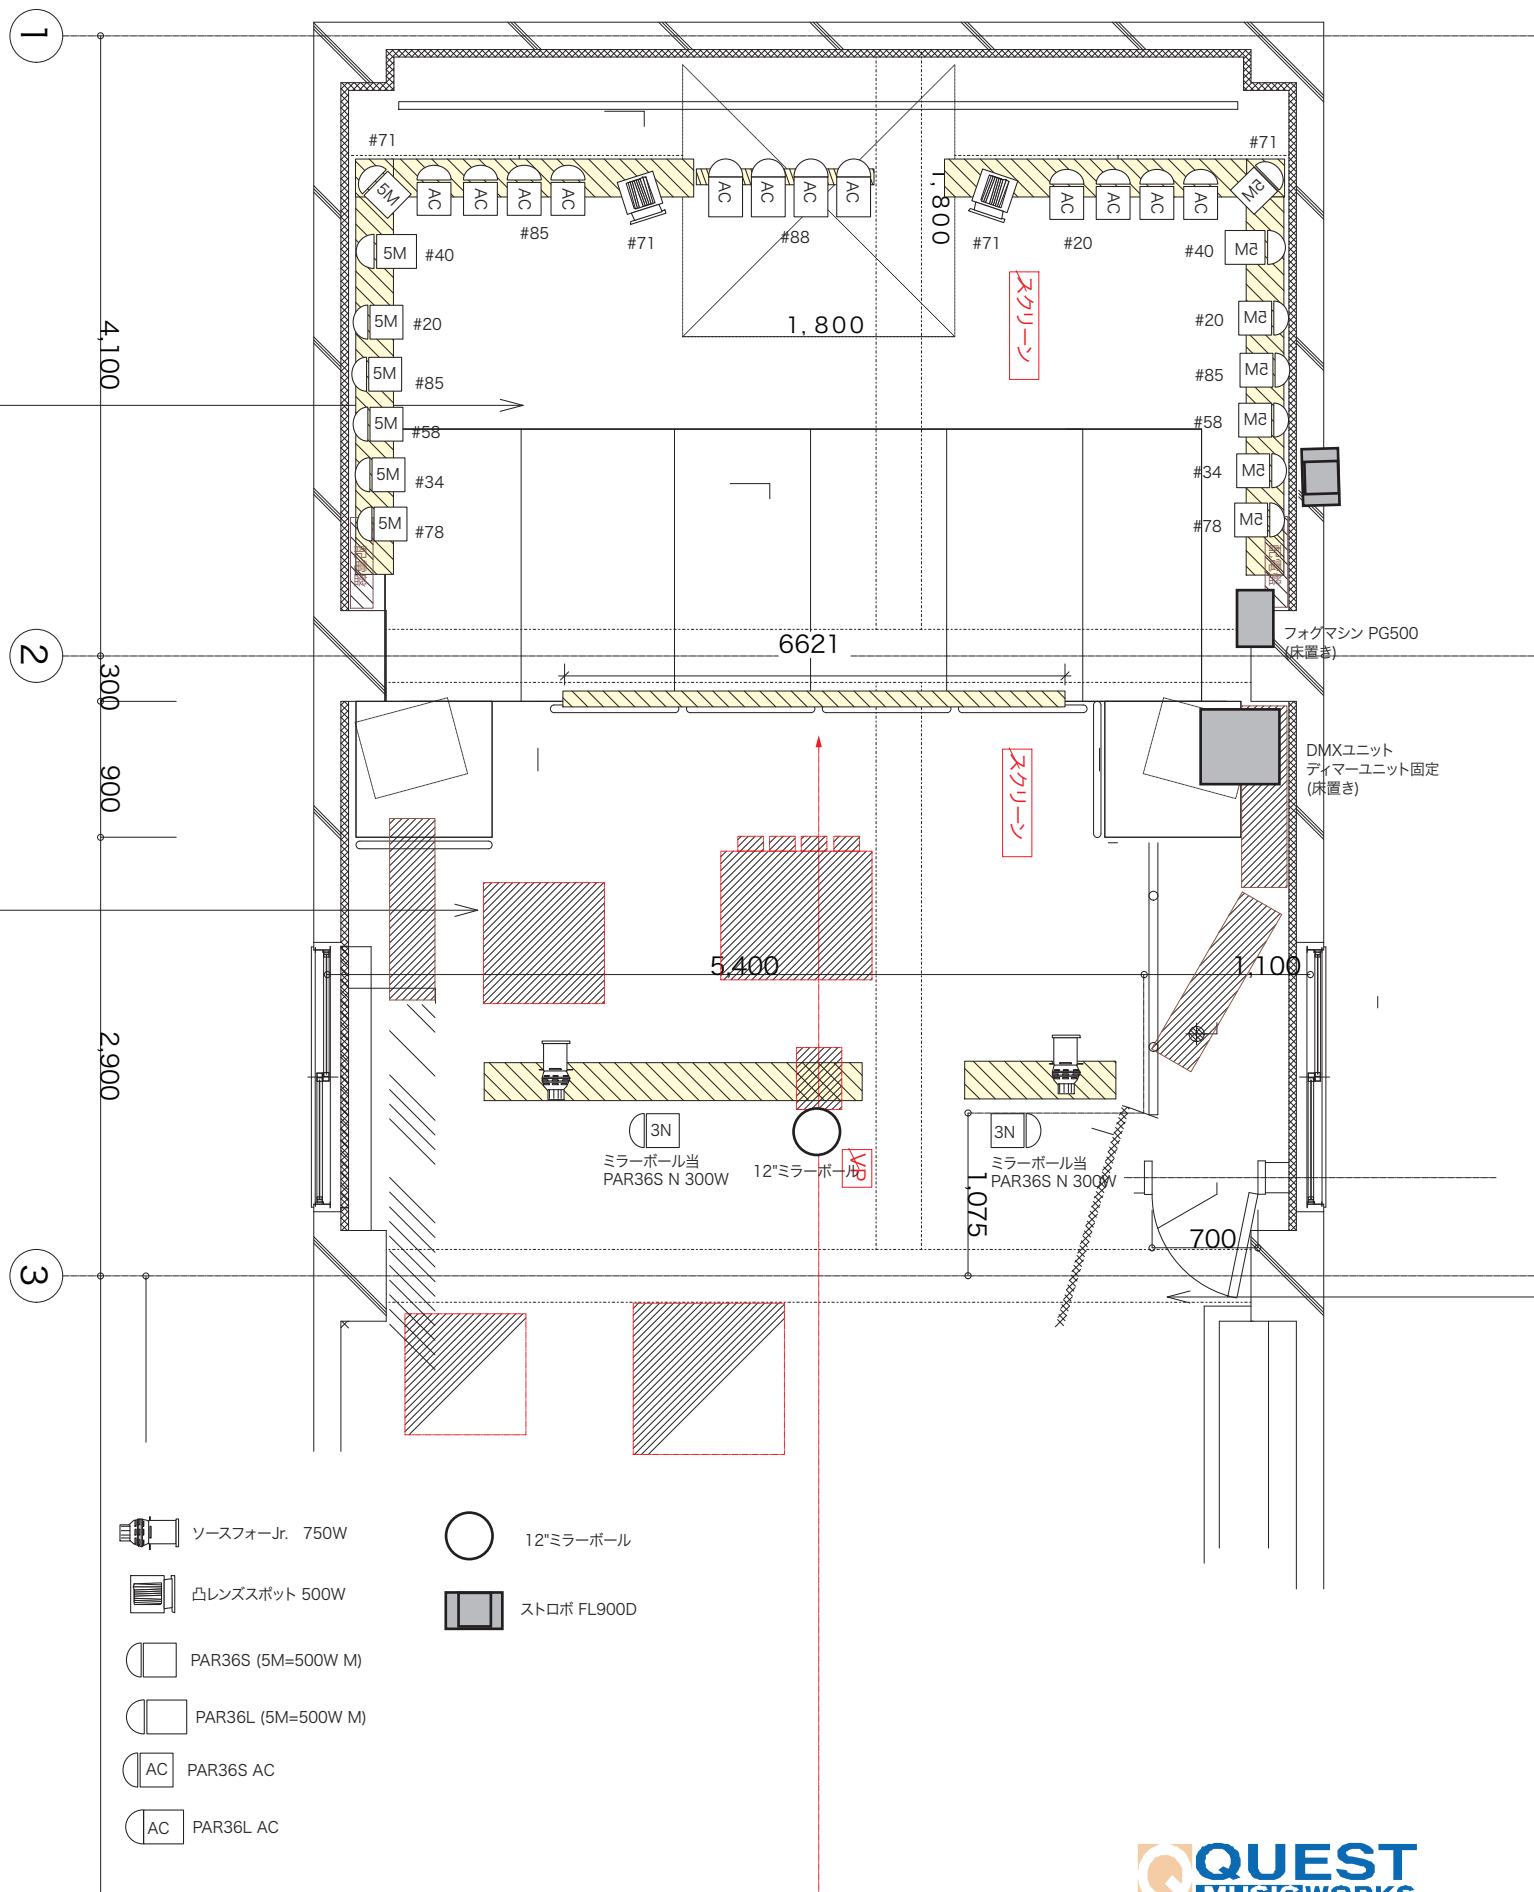 1
#71
#71
5M
AC
AC
AC
AC
AC
AC
AC
AC
AC
AC
AC
AC
5M
#85
#71
#88
1,800
#71
#20
5M
#40
#40
5M
スクリーン
4,100
5M
#20
1,800
#20
5M
5M
#85
#85
5M
5M
#58
#58
5M
5M
#34
#34
5M
5M
#78
#78
5M
配電盤
配電盤
2
6621
フォグマシン PG500
(床置き)
300
900
スクリーン
DMXユニット
ディマーユニット固定
(床置き)
5,400
1,100
2,900
3N
3N
ミラーボール当
PAR36S N 300W
12"ミラーボール
VP
ミラーボール当
PAR36S N 300W
1,075
700
3
ソースフォーJr. 750W
12"ミラーボール
凸レンズスポット 500W
ストロボ FL900D
PAR36S (5M=500W M)
PAR36L (5M=500W M)
AC
PAR36S AC
AC
PAR36L AC
QUEST
MUSICWORKS